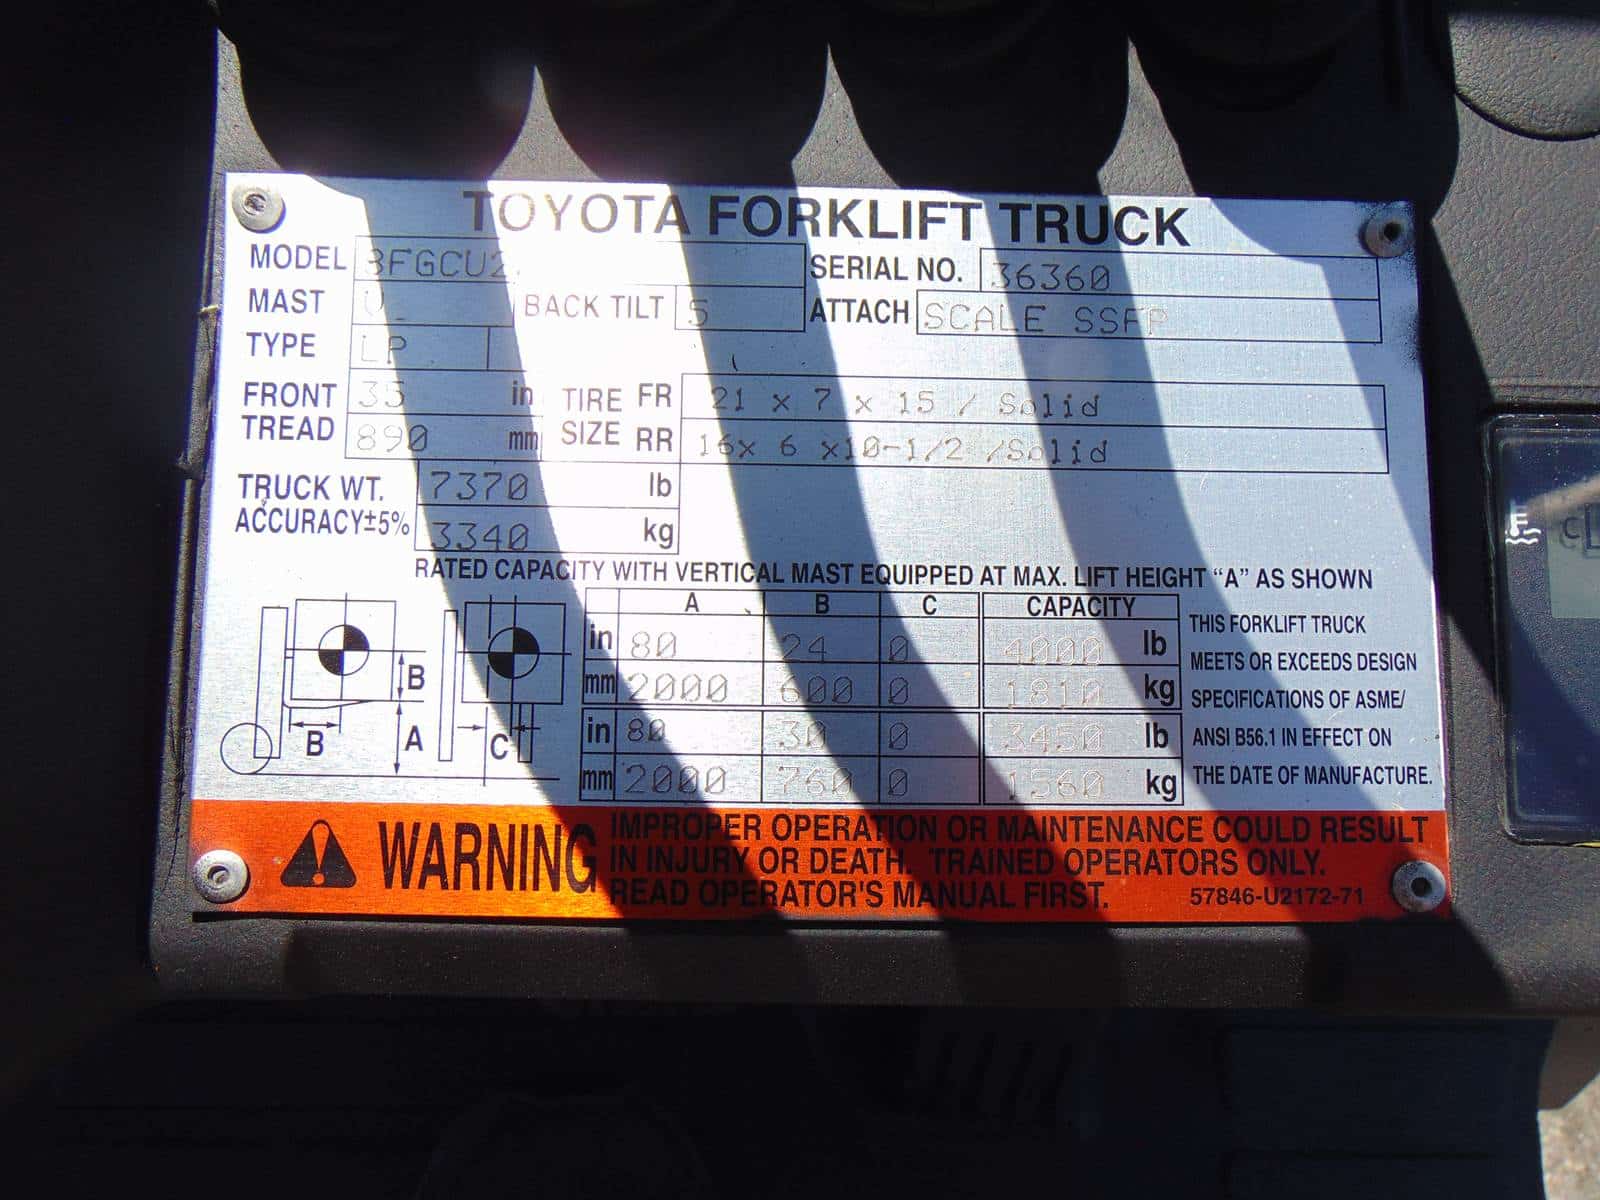 TOYOTA FORKLIFT TRUCK
MODEL 8FGCU2 SERIAL NO. 36360
MAST BACK TILT 5 ATTACH SCALE SSFP
TYPE LP
FRONT TREAD 35 in 890 mm
TIRE SIZE FR 21 x 7 x 15 / Solid
RR 16x 6 x10-1/2 /Solid
TRUCK WT. 7370 lb
ACCURACY±5% 3340 kg
RATED CAPACITY WITH VERTICAL MAST EQUIPPED AT MAX. LIFT HEIGHT “A” AS SHOWN
A B C CAPACITY
in 80 24 0 4000 lb
mm 2000 600 0 1810 kg
in 80 30 0 3450 lb
mm 2000 760 0 1560 kg
B
B A C
THIS FORKLIFT TRUCK
MEETS OR EXCEEDS DESIGN
SPECIFICATIONS OF ASME/
ANSI B56.1 IN EFFECT ON
THE DATE OF MANUFACTURE.
WARNING
IMPROPER OPERATION OR MAINTENANCE COULD RESULT
IN INJURY OR DEATH. TRAINED OPERATORS ONLY.
READ OPERATOR'S MANUAL FIRST. 57846-U2172-71
C